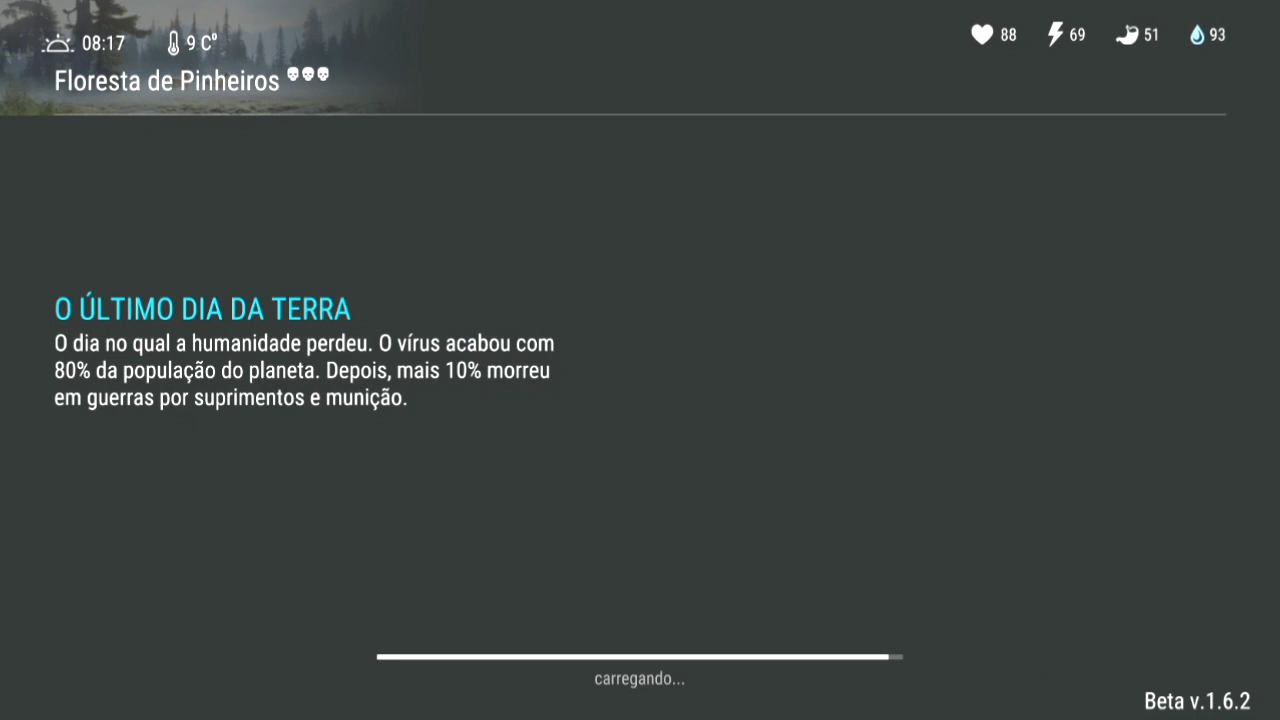 08:17 9 Cº
88 69 51 93
Floresta de Pinheiros
O ÚLTIMO DIA DA TERRA
O dia no qual a humanidade perdeu. O vírus acabou com
80% da população do planeta. Depois, mais 10% morreu
em guerras por suprimentos e munição.
carregando...
Beta v.1.6.2